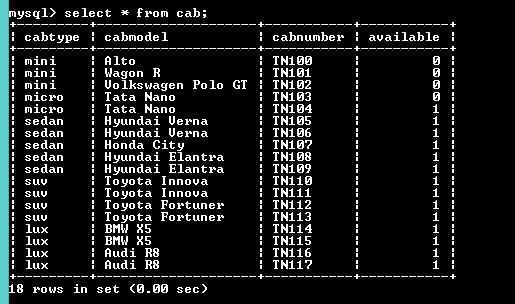 mysql> select * from cab;
+---------+--------------------+-----------+-----------+
| cabtype | cabmodel           | cabnumber | available |
+---------+--------------------+-----------+-----------+
| mini    | Alto               | TN100     |         0 |
| mini    | Wagon R            | TN101     |         0 |
| mini    | Volkswagen Polo GT | TN102     |         0 |
| micro   | Tata Nano          | TN103     |         0 |
| micro   | Tata Nano          | TN104     |         1 |
| sedan   | Hyundai Verna      | TN105     |         1 |
| sedan   | Hyundai Verna      | TN106     |         1 |
| sedan   | Honda City         | TN107     |         1 |
| sedan   | Hyundai Elantra    | TN108     |         1 |
| sedan   | Hyundai Elantra    | TN109     |         1 |
| suv     | Toyota Innova      | TN110     |         1 |
| suv     | Toyota Innova      | TN111     |         1 |
| suv     | Toyota Fortuner    | TN112     |         1 |
| suv     | Toyota Fortuner    | TN113     |         1 |
| lux     | BMW X5             | TN114     |         1 |
| lux     | BMW X5             | TN115     |         1 |
| lux     | Audi R8            | TN116     |         1 |
| lux     | Audi R8            | TN117     |         1 |
+---------+--------------------+-----------+-----------+
18 rows in set (0.00 sec)